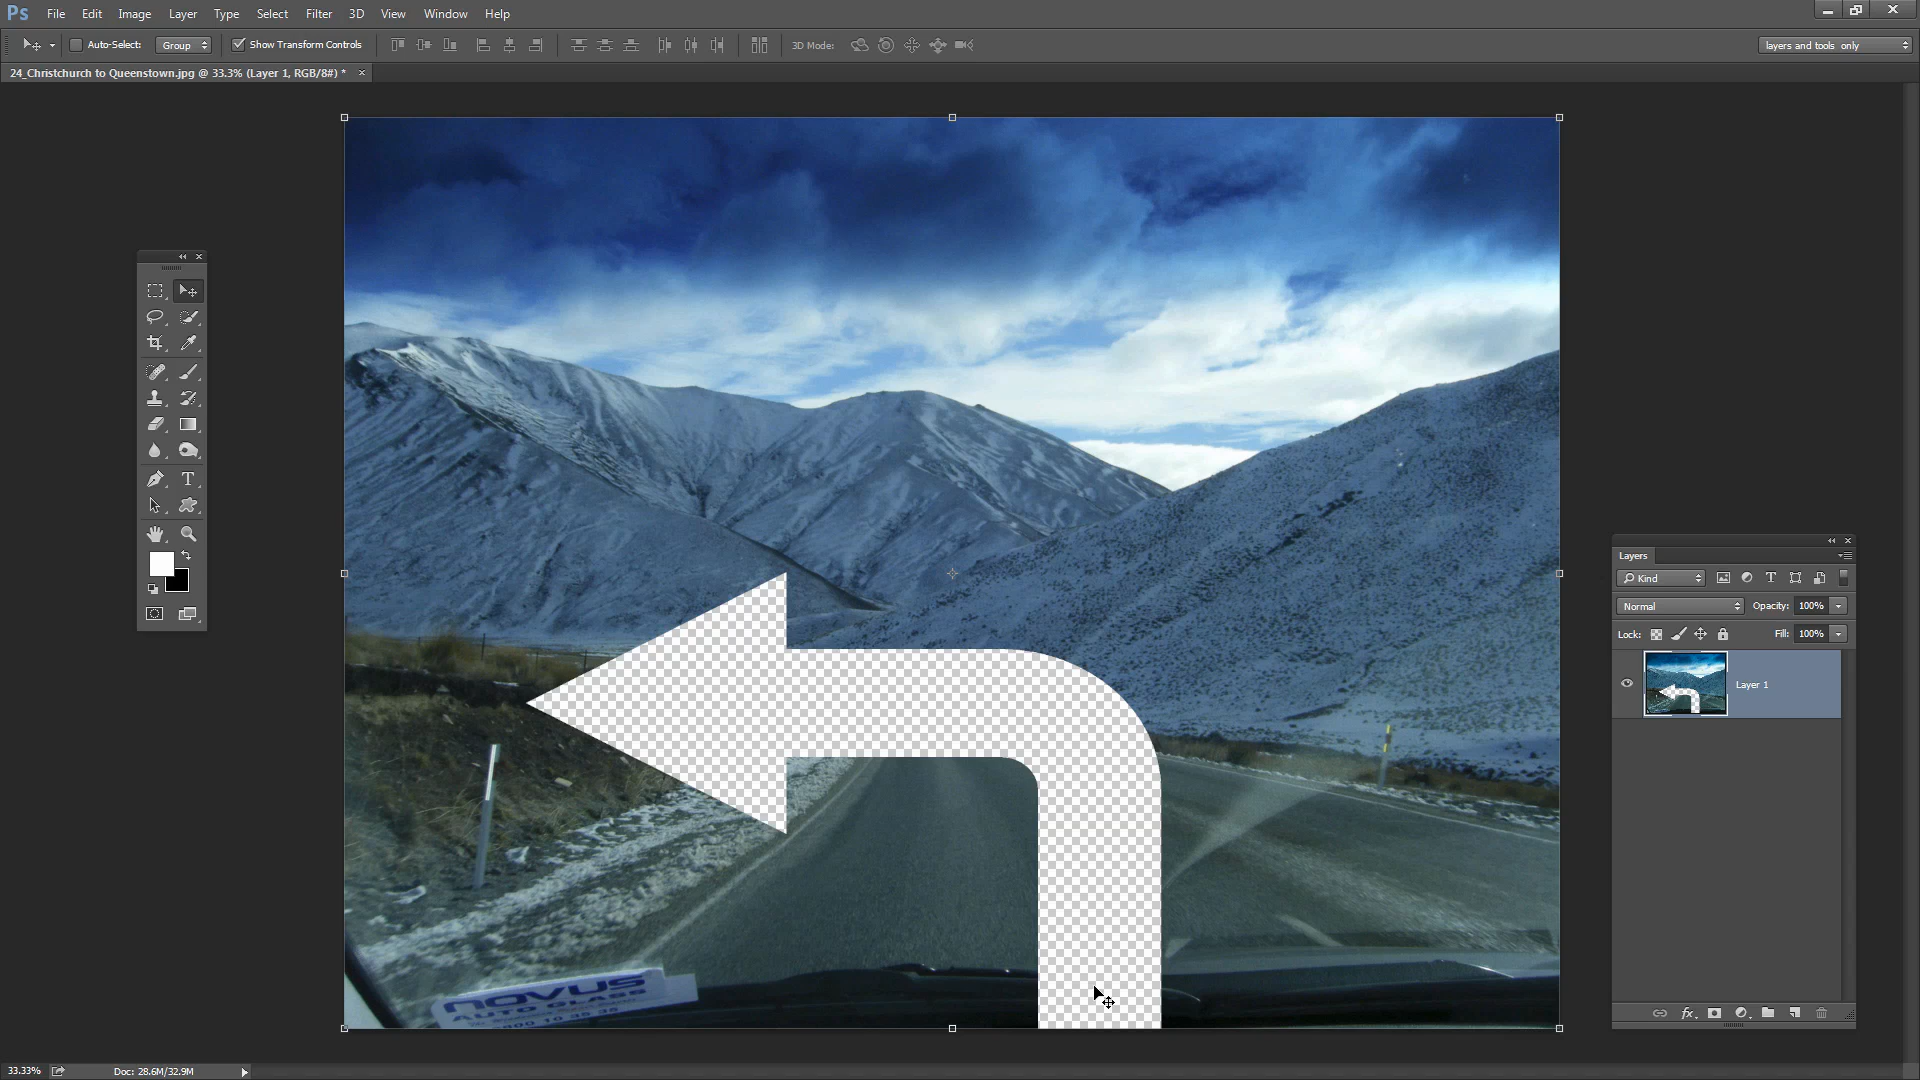 Ps File Edit Image Layer Type Select Filter 3D View Window Help
Auto-Select: Group Show Transform Controls 3D Mode: layers and tools only
24_Christchurch to Queenstown.jpg @ 33.3% (Layer 1, RGB/8#) * ×
Layers
Kind
Normal Opacity: 100%
Lock: Fill: 100%
Layer 1
NOVUS
AUTO GLASS
33.33% Doc: 28.6M/32.9M